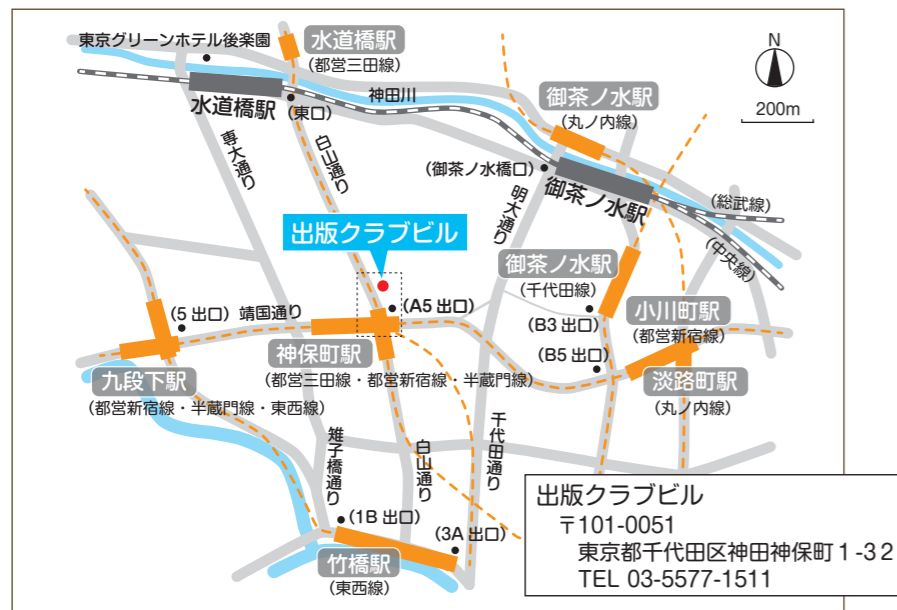 東京グリーンホテル後楽園
水道橋駅
(都営三田線)
N
200m
水道橋駅
(東口)
神田川
御茶ノ水駅
(丸ノ内線)
専大通り
白山通り
(御茶ノ水橋口)
御茶ノ水駅
明大通り
(総武線)
(中央線)
出版クラブビル
御茶ノ水駅
(千代田線)
(5 出口)
靖国通り
(A5 出口)
(B3 出口)
小川町駅
(都営新宿線)
神保町駅
(都営三田線・都営新宿線・半蔵門線)
(B5 出口)
九段下駅
(都営新宿線・半蔵門線・東西線)
淡路町駅
(丸ノ内線)
雉子橋通り
白山通り
千代田通り
(1B 出口)
(3A 出口)
竹橋駅
(東西線)
出版クラブビル
〒101-0051
東京都千代田区神田神保町 1 -3 2
TEL 03-5577-1511